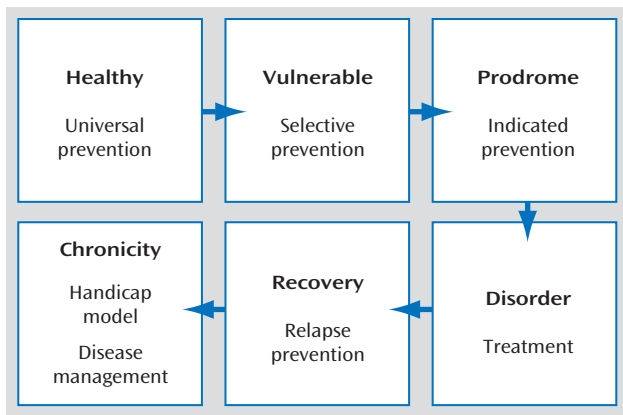 Healthy
Universal
prevention
Vulnerable
Selective
prevention
Prodrome
Indicated
prevention
Chronicity
Handicap
model
Disease
management
Recovery
Relapse
prevention
Disorder
Treatment